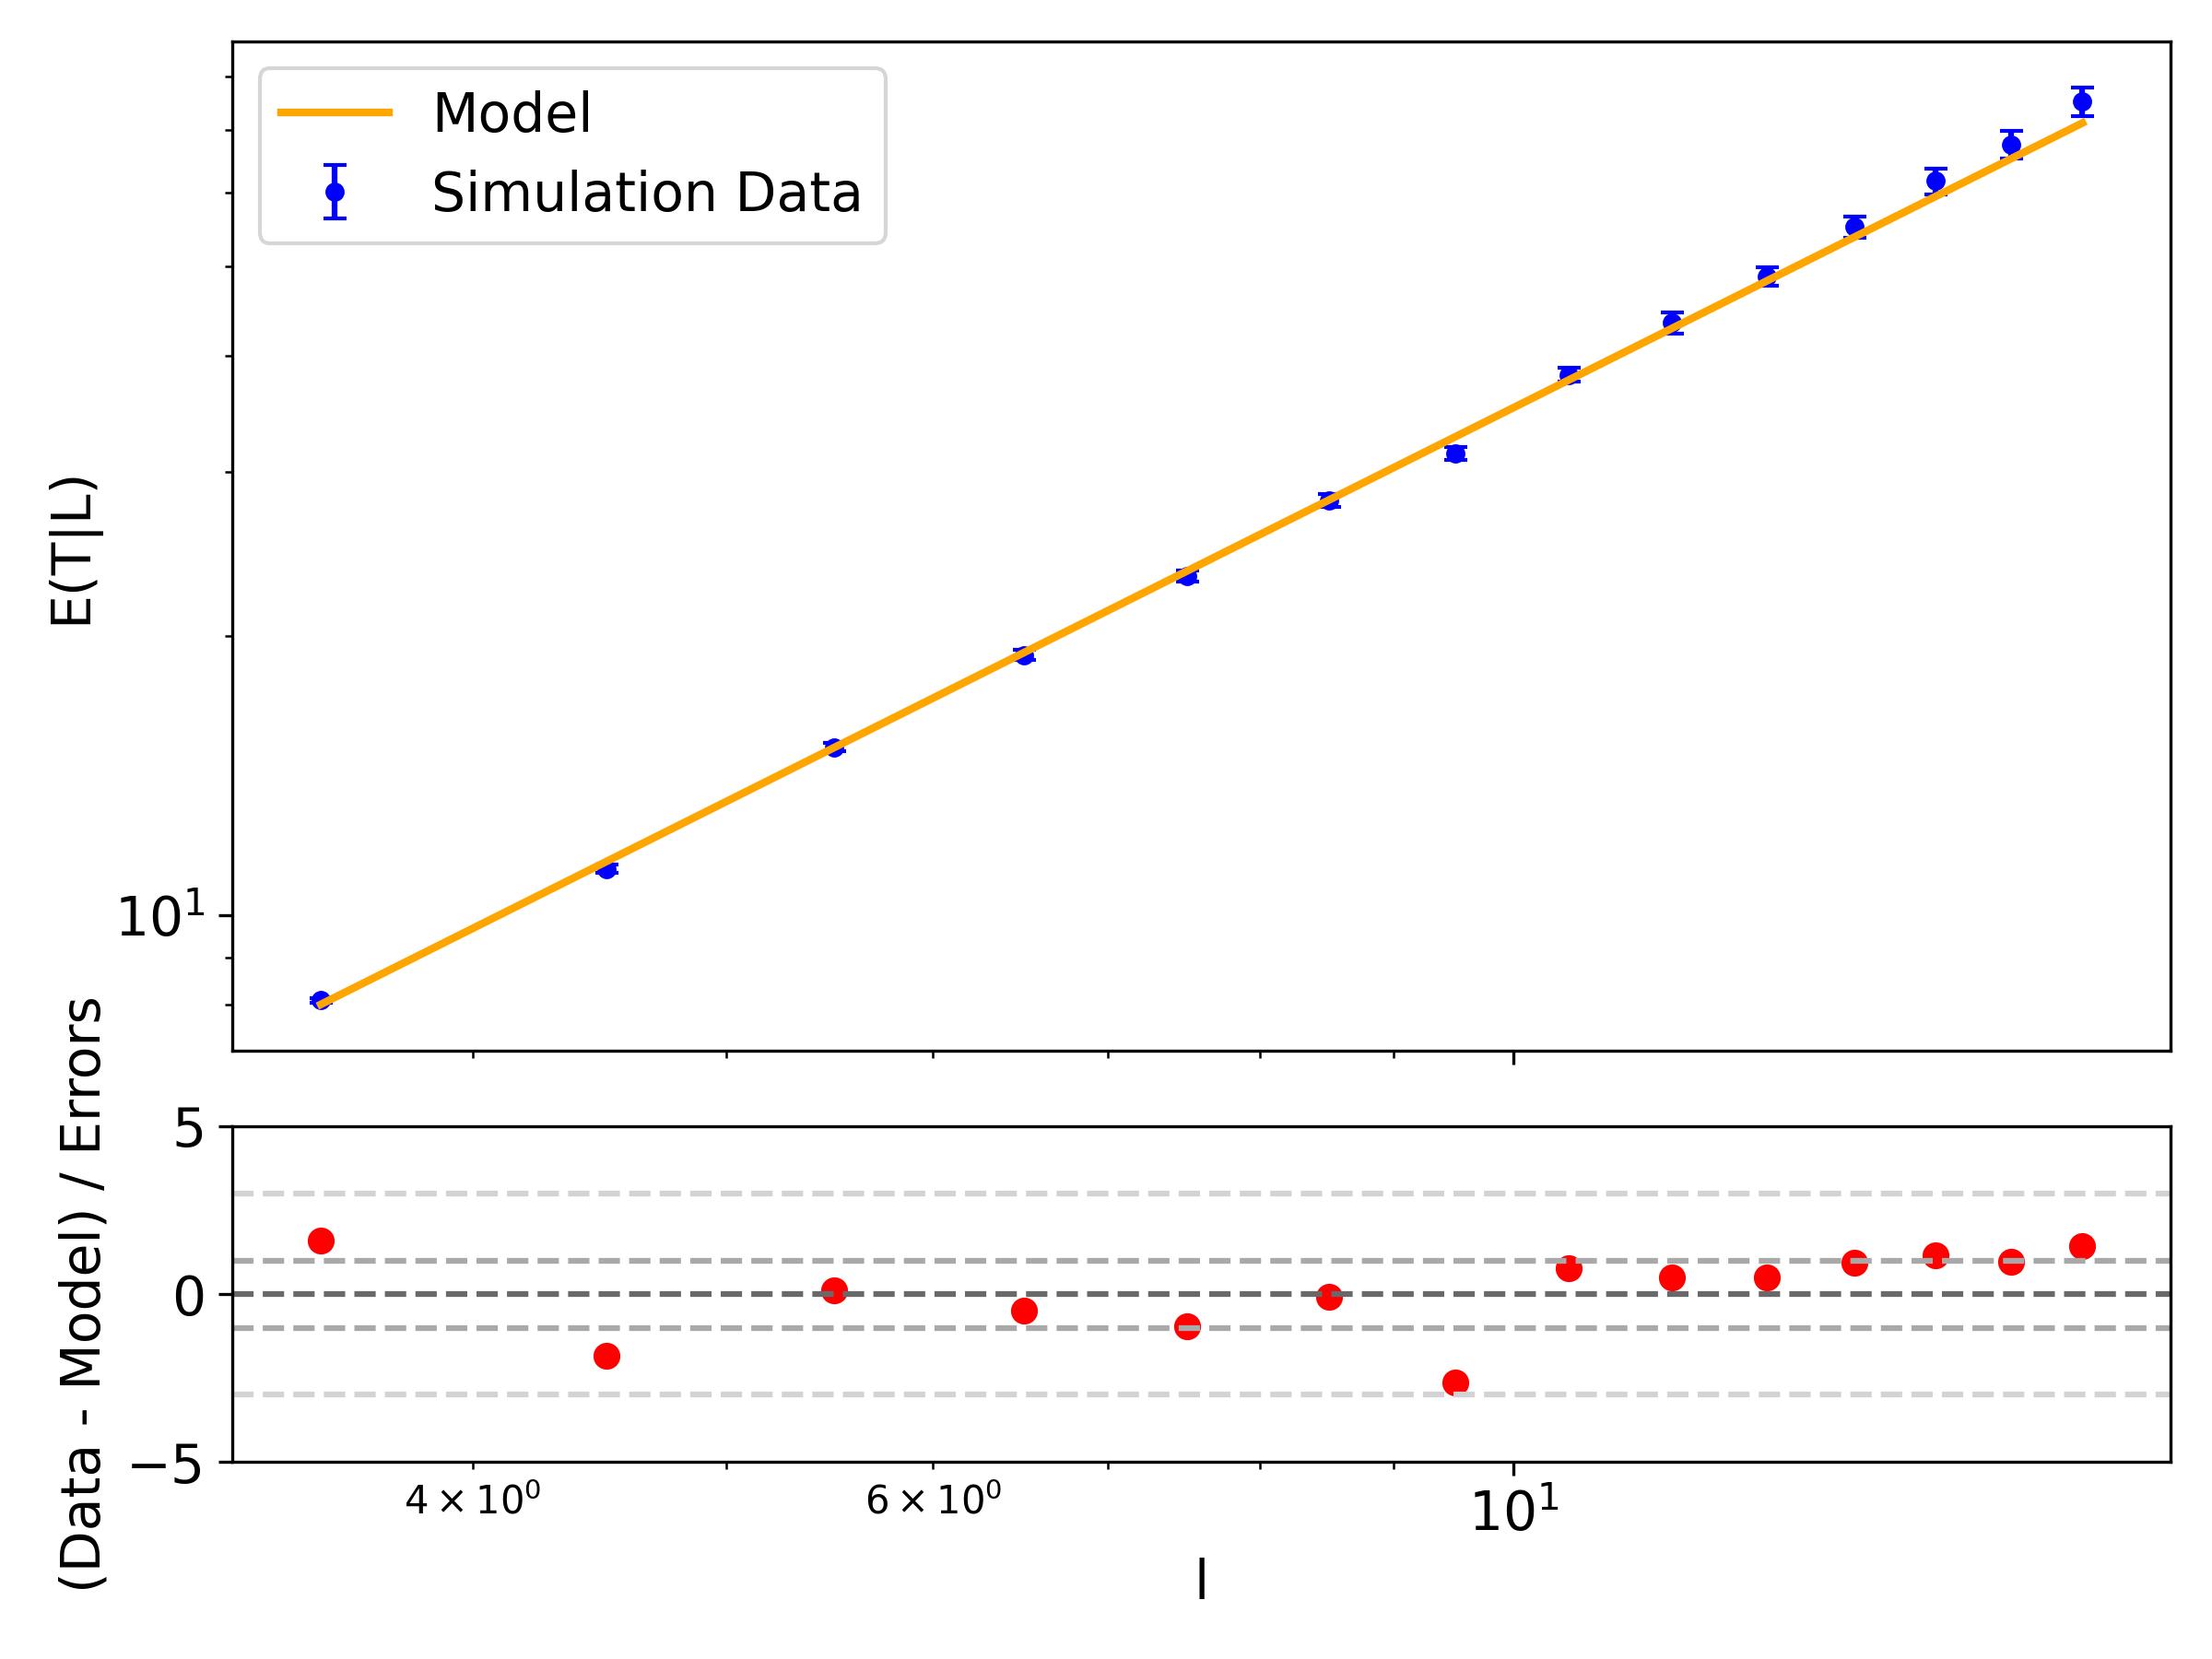 Model
Simulation Data
E(T|L)
10¹
(Data - Model) / Errors
5
0
−5
4 × 10⁰
6 × 10⁰
10¹
l